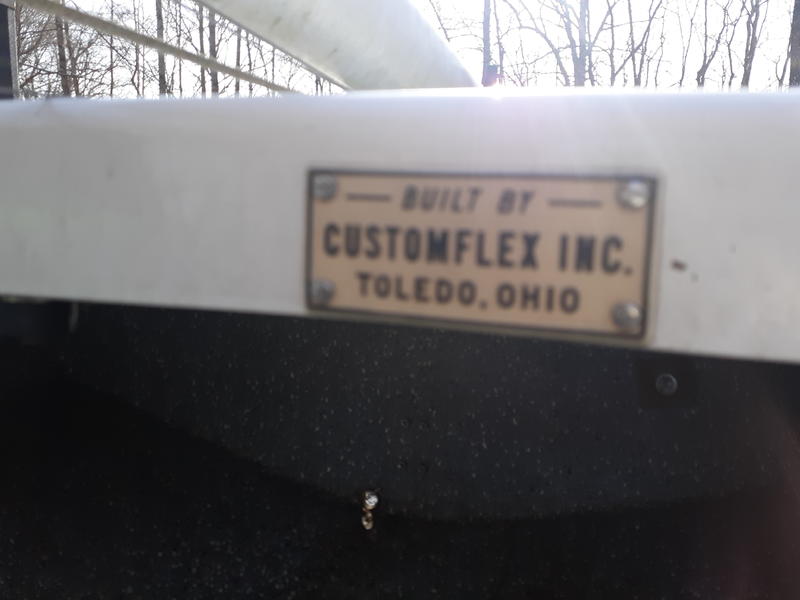 BUILT BY
CUSTOMFLEX INC.
TOLEDO, OHIO